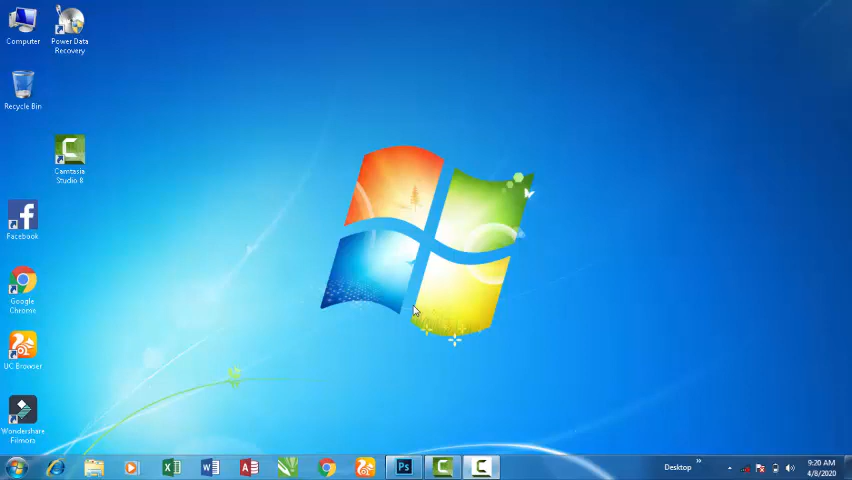 Computer
Power Data
Recovery
Recycle Bin
Camtasia
Studio 8
Facebook
Google
Chrome
UC Browser
Wondershare
Filmora
Ps
Desktop
»
9:20 AM
4/8/2020